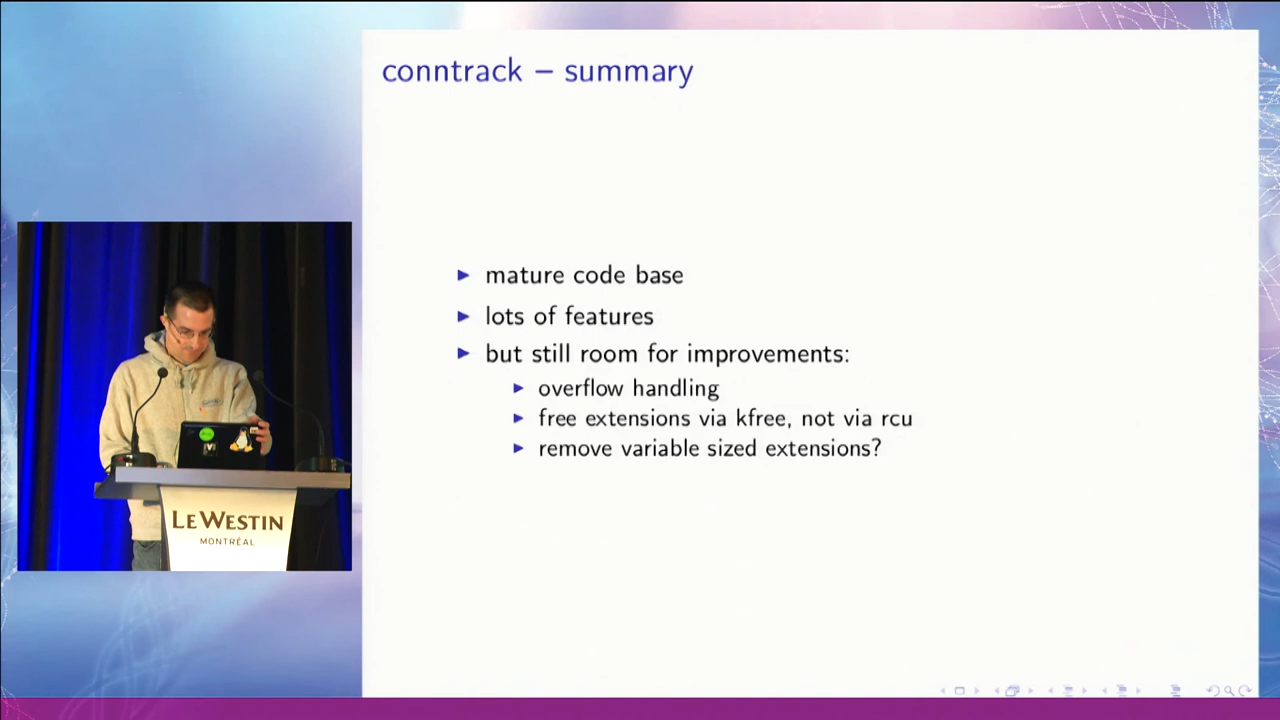 conntrack – summary
mature code base
lots of features
but still room for improvements:
overflow handling
free extensions via kfree, not via rcu
remove variable sized extensions?
LE WESTIN
MONTRÉAL